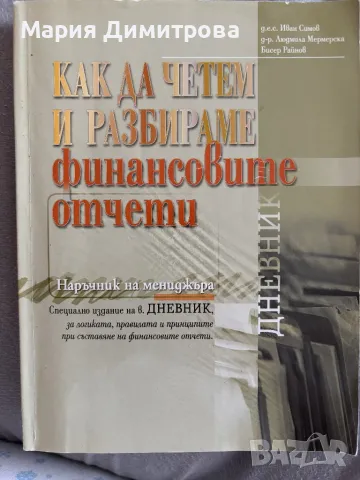 Мария Димитрова
д.е.с. Иван Симов
д-р. Людмила Мермерска
Бисер Райнов
КАК ДА ЧЕТЕМ
И РАЗБИРАМЕ
финансовите
отчети
Наръчник на мениджъра
Специално издание на в. ДНЕВНИК,
за логиката, правилата и принципите
при съставяне на финансовите отчети.
ДНЕВНИК
BAZAR